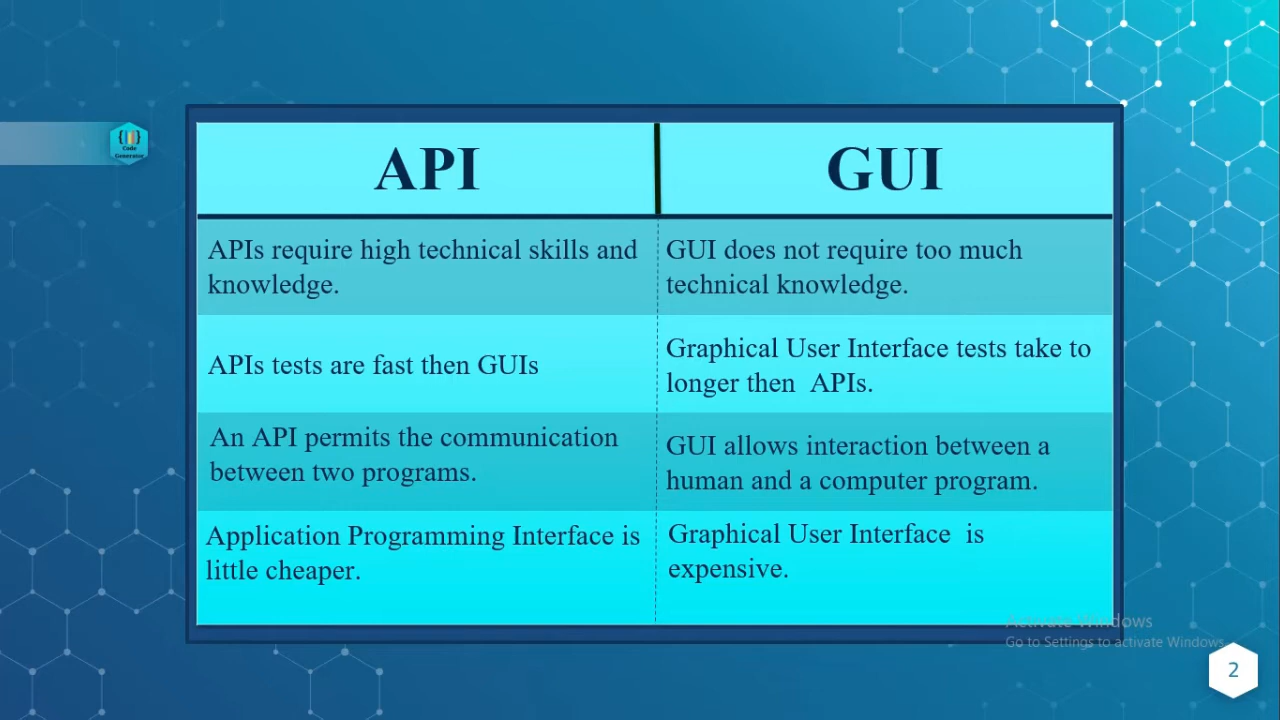 {[||]}
Code
Generator
API
GUI
APIs require high technical skills and
knowledge.
GUI does not require too much
technical knowledge.
APIs tests are fast then GUIs
Graphical User Interface tests take to
longer then APIs.
An API permits the communication
between two programs.
GUI allows interaction between a
human and a computer program.
Application Programming Interface is
little cheaper.
Graphical User Interface is
expensive.
Activate Windows
Go to Settings to activate Windows.
2